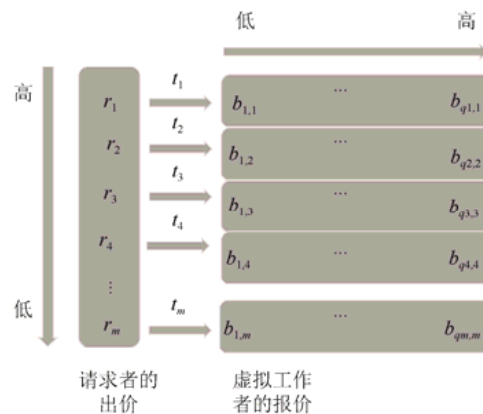 低 高
高
r1 t1 b1,1 ... bq1,1
r2 t2 b1,2 ... bq2,2
r3 t3 b1,3 ... bq3,3
r4 t4 b1,4 ... bq4,4
⋮
低
rm tm b1,m ... bqm,m
请求者的 虚拟工作
出价 者的报价